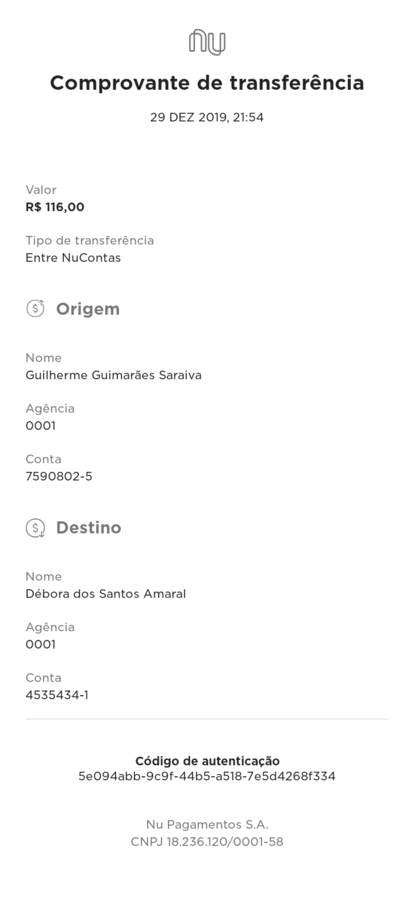 nu
Comprovante de transferência
29 DEZ 2019, 21:54
Valor
R$ 116,00
Tipo de transferência
Entre NuContas
Origem
Nome
Guilherme Guimarães Saraiva
Agência
0001
Conta
7590802-5
Destino
Nome
Débora dos Santos Amaral
Agência
0001
Conta
4535434-1
Código de autenticação
5e094abb-9c9f-44b5-a518-7e5d4268f334
Nu Pagamentos S.A.
CNPJ 18.236.120/0001-58